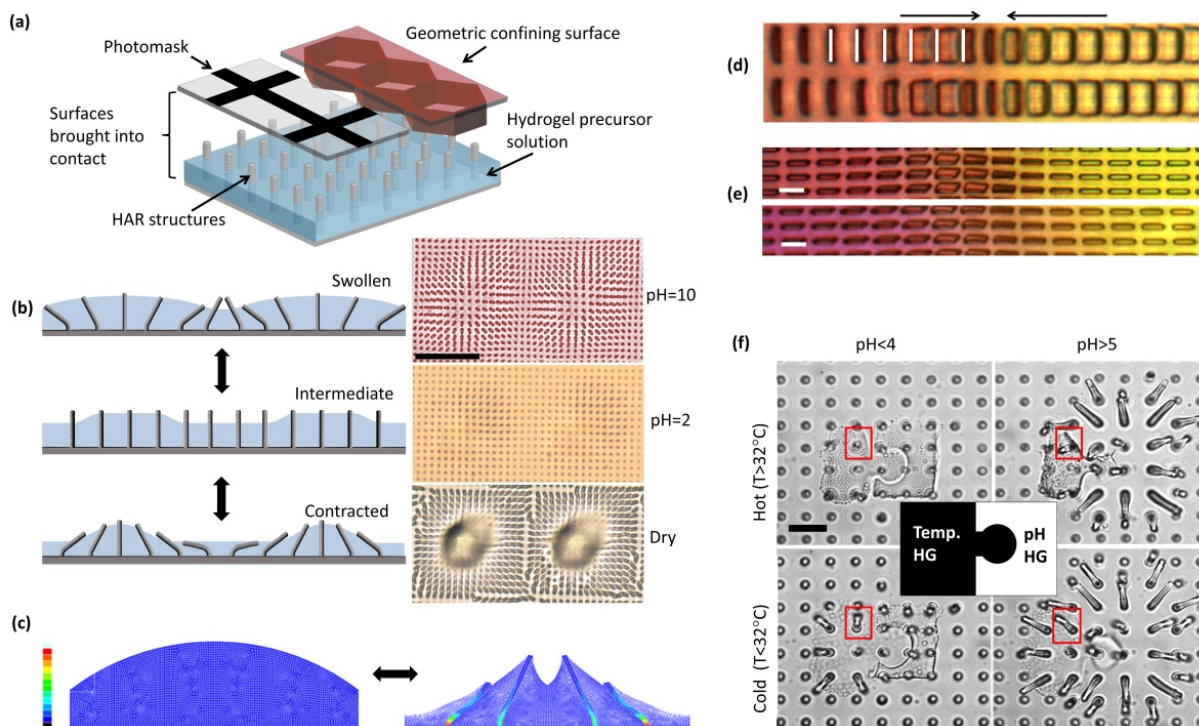 (a)
Photomask
Geometric confining surface
Surfaces
brought into
contact
Hydrogel precursor
solution
HAR structures
(b)
Swollen
pH=10
Intermediate
pH=2
Contracted
Dry
(c)
(d)
(e)
(f)
pH<4
pH>5
Hot (T>32°C)
Temp.
HG
pH
HG
Cold (T<32°C)